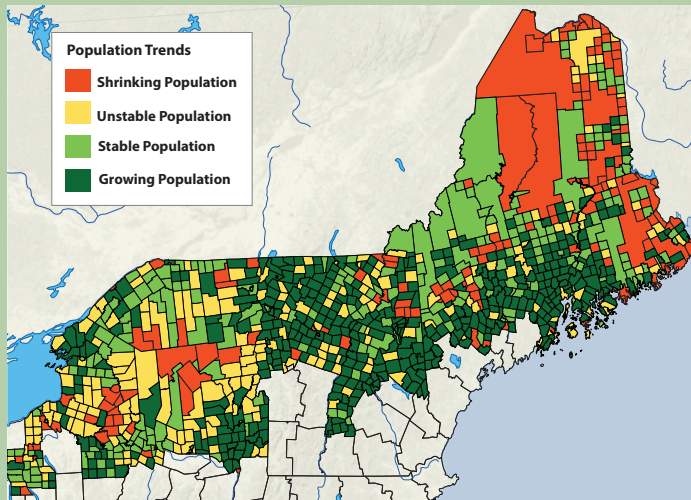 Population Trends
Shrinking Population
Unstable Population
Stable Population
Growing Population